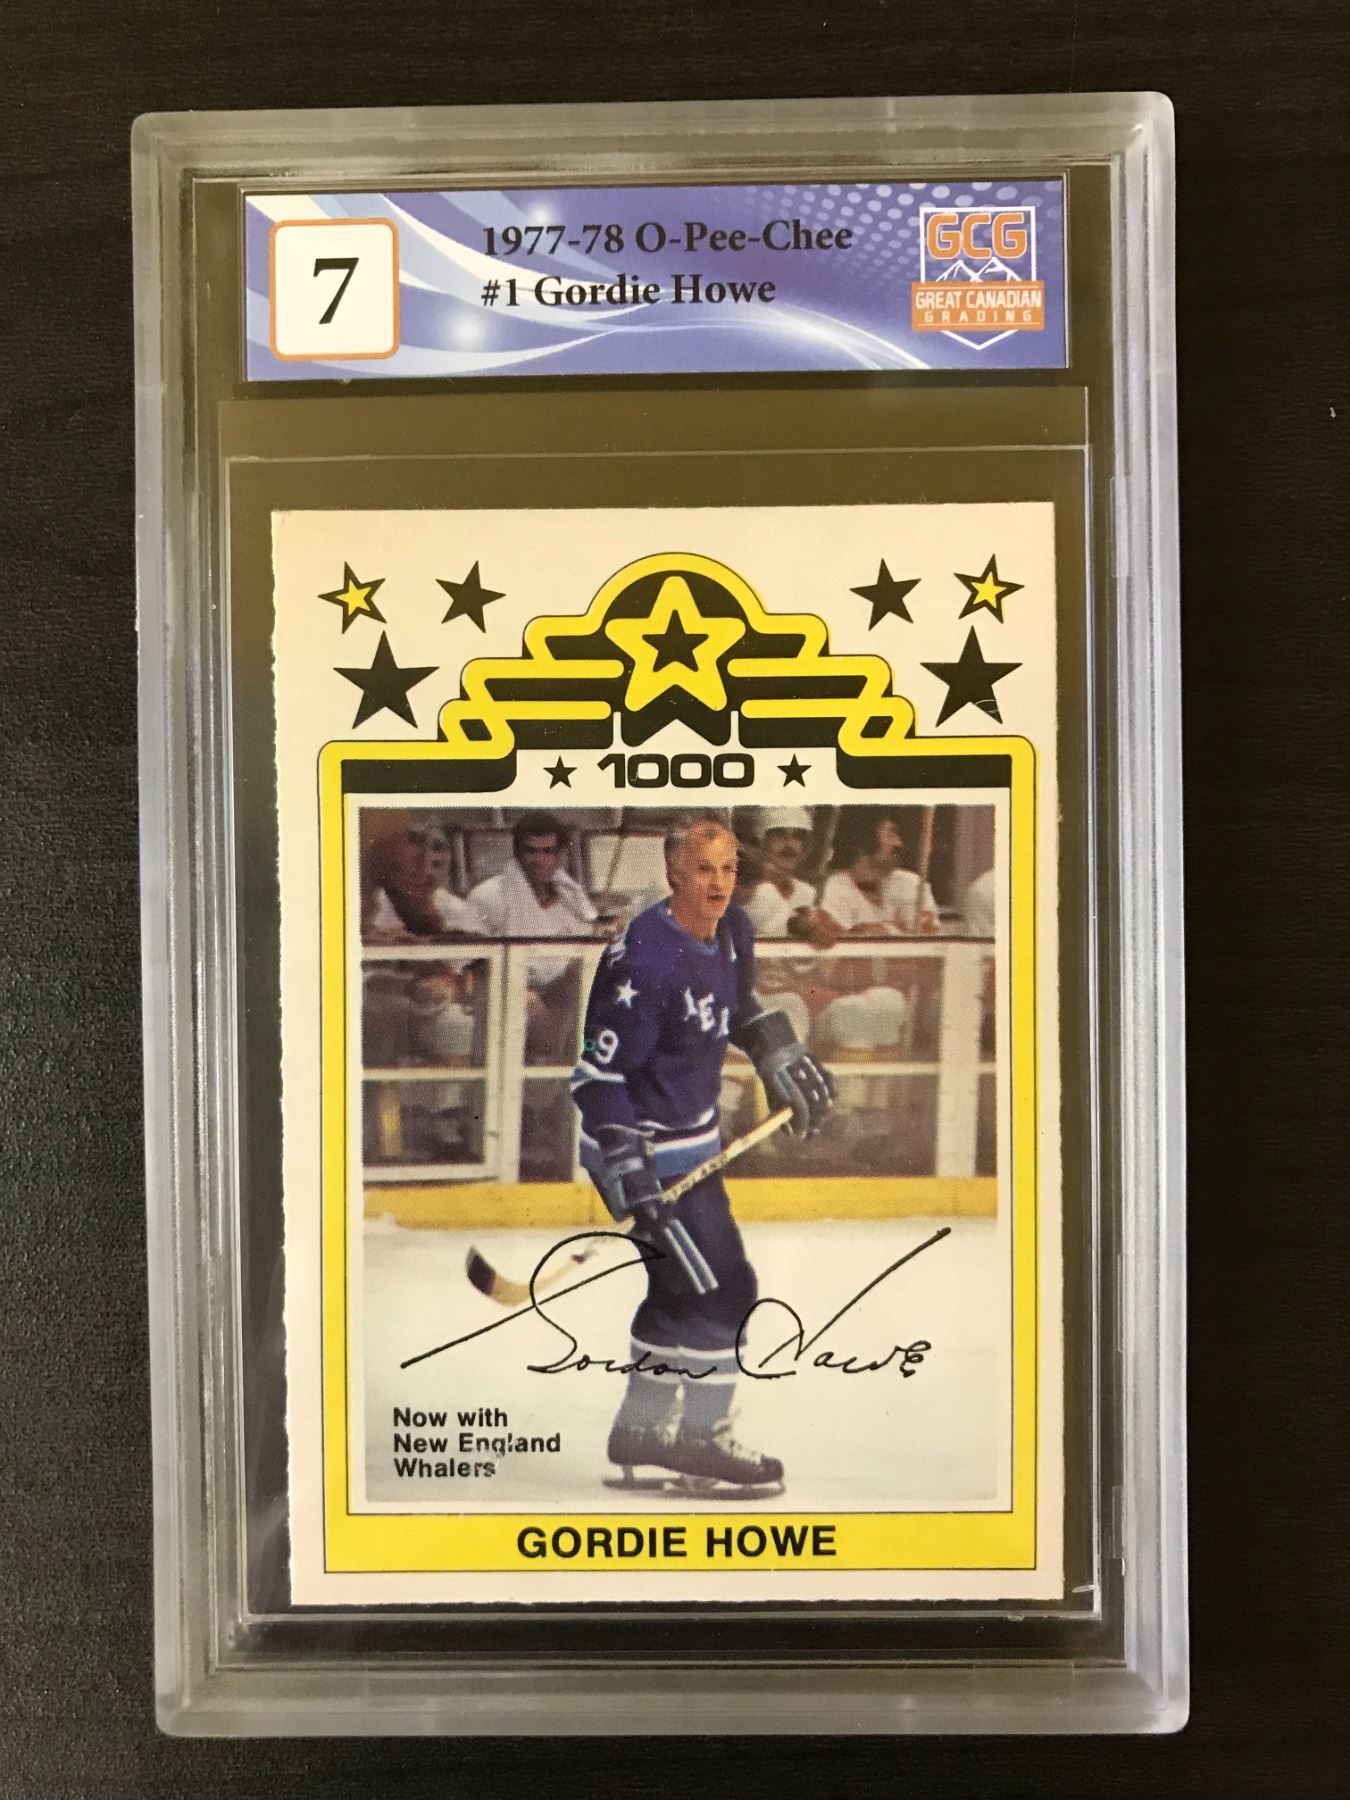 7
1977-78 O-Pee-Chee
#1 Gordie Howe
GCG
GREAT CANADIAN
GRADING
1000
9
Gordon Howe
Now with
New England
Whalers
GORDIE HOWE